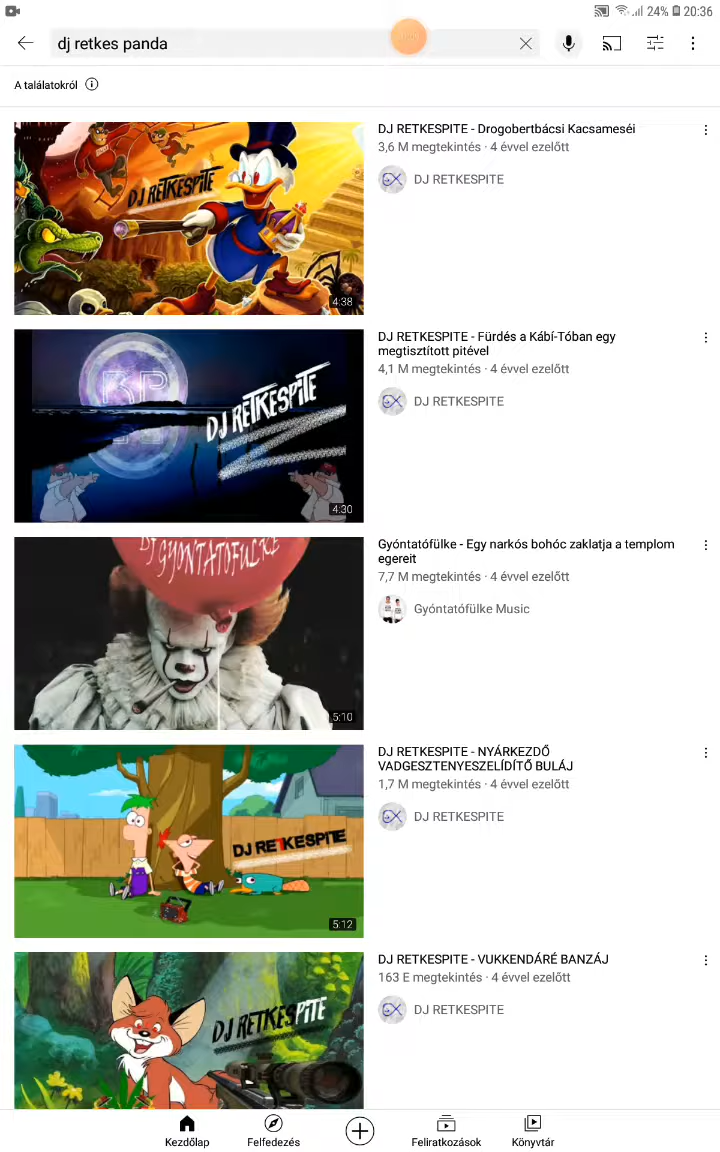 24% 20:36
dj retkes panda
A találatokról
DJ RETKESPITE
4:38
DJ RETKESPITE - Drogobertbácsi Kacsameséi
3,6 M megtekintés · 4 évvel ezelőtt
DJ RETKESPITE
RP
DJ RETKESPITE
4:30
DJ RETKESPITE - Fürdés a Kábí-Tóban egy
megtisztított pitével
4,1 M megtekintés · 4 évvel ezelőtt
DJ RETKESPITE
DJ GYÓNTATÓFÜLKE
5:10
Gyóntatófülke - Egy narkós bohóc zaklatja a templom
egereit
7,7 M megtekintés · 4 évvel ezelőtt
Gyóntatófülke Music
DJ RETKESPITE
5:12
DJ RETKESPITE - NYÁRKEZDŐ
VADGESZTENYESZELÍDÍTŐ BULÁJ
1,7 M megtekintés · 4 évvel ezelőtt
DJ RETKESPITE
DJ RETKESPITE
DJ RETKESPITE - VUKKENDÁRÉ BANZÁJ
163 E megtekintés · 4 évvel ezelőtt
DJ RETKESPITE
Kezdőlap
Felfedezés
Feliratkozások
Könyvtár